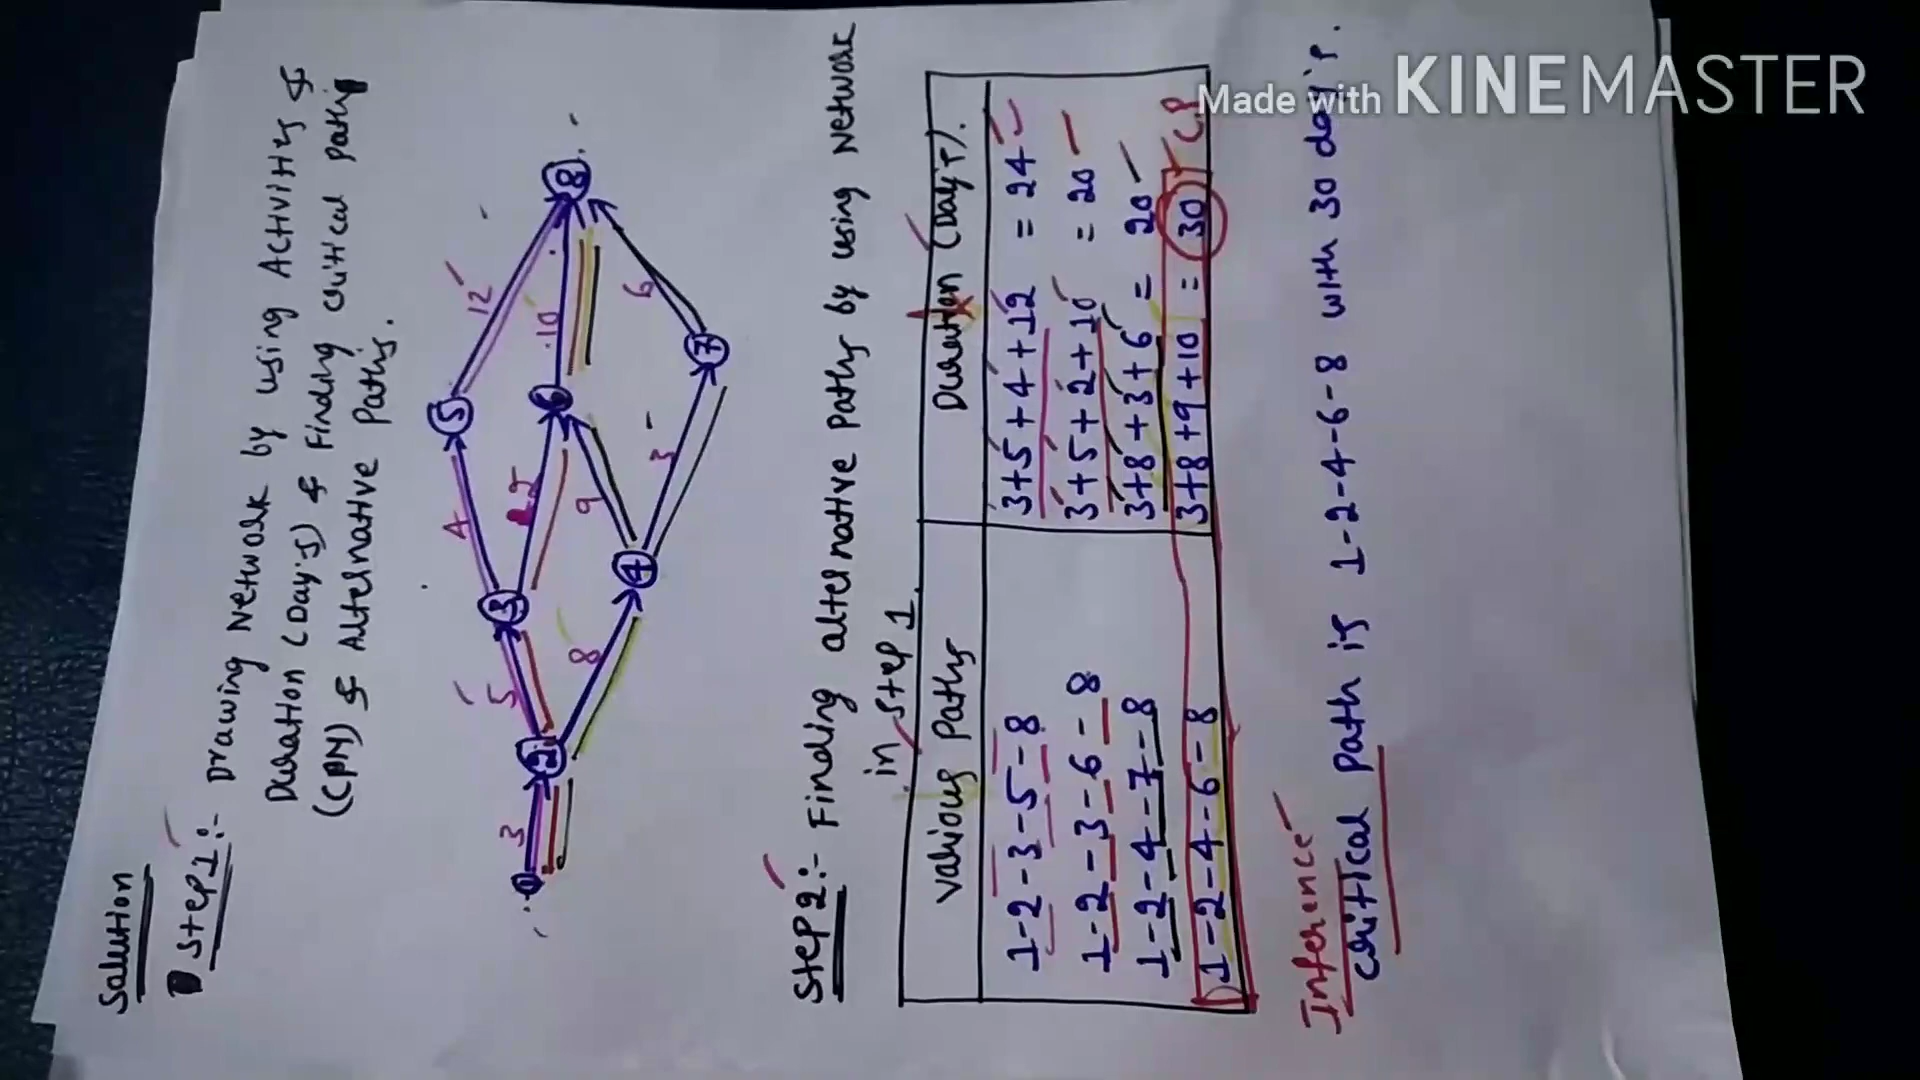 Made with KINEMASTER
Solution
Step 1:- Drawing Network by using Activitys &
Duration (Day's) & Finding critical paths
(CPM) & Alternative Paths.
1
3
2
5
8
3
4
4
2
9
3
5
6
7
12
10
6
8
Step 2:- Finding alternative Paths by using Network
in Step 1.
various Paths
Duration (Day's).
1-2-3-5-8
3+5+4+12 = 24
1-2-3-6-8
3+5+2+10 = 20
1-2-4-7-8
3+8+3+6 = 20
1-2-4-6-8
3+8+9+10 = 30 CP
Inference
critical path is 1-2-4-6-8 with 30 day's.